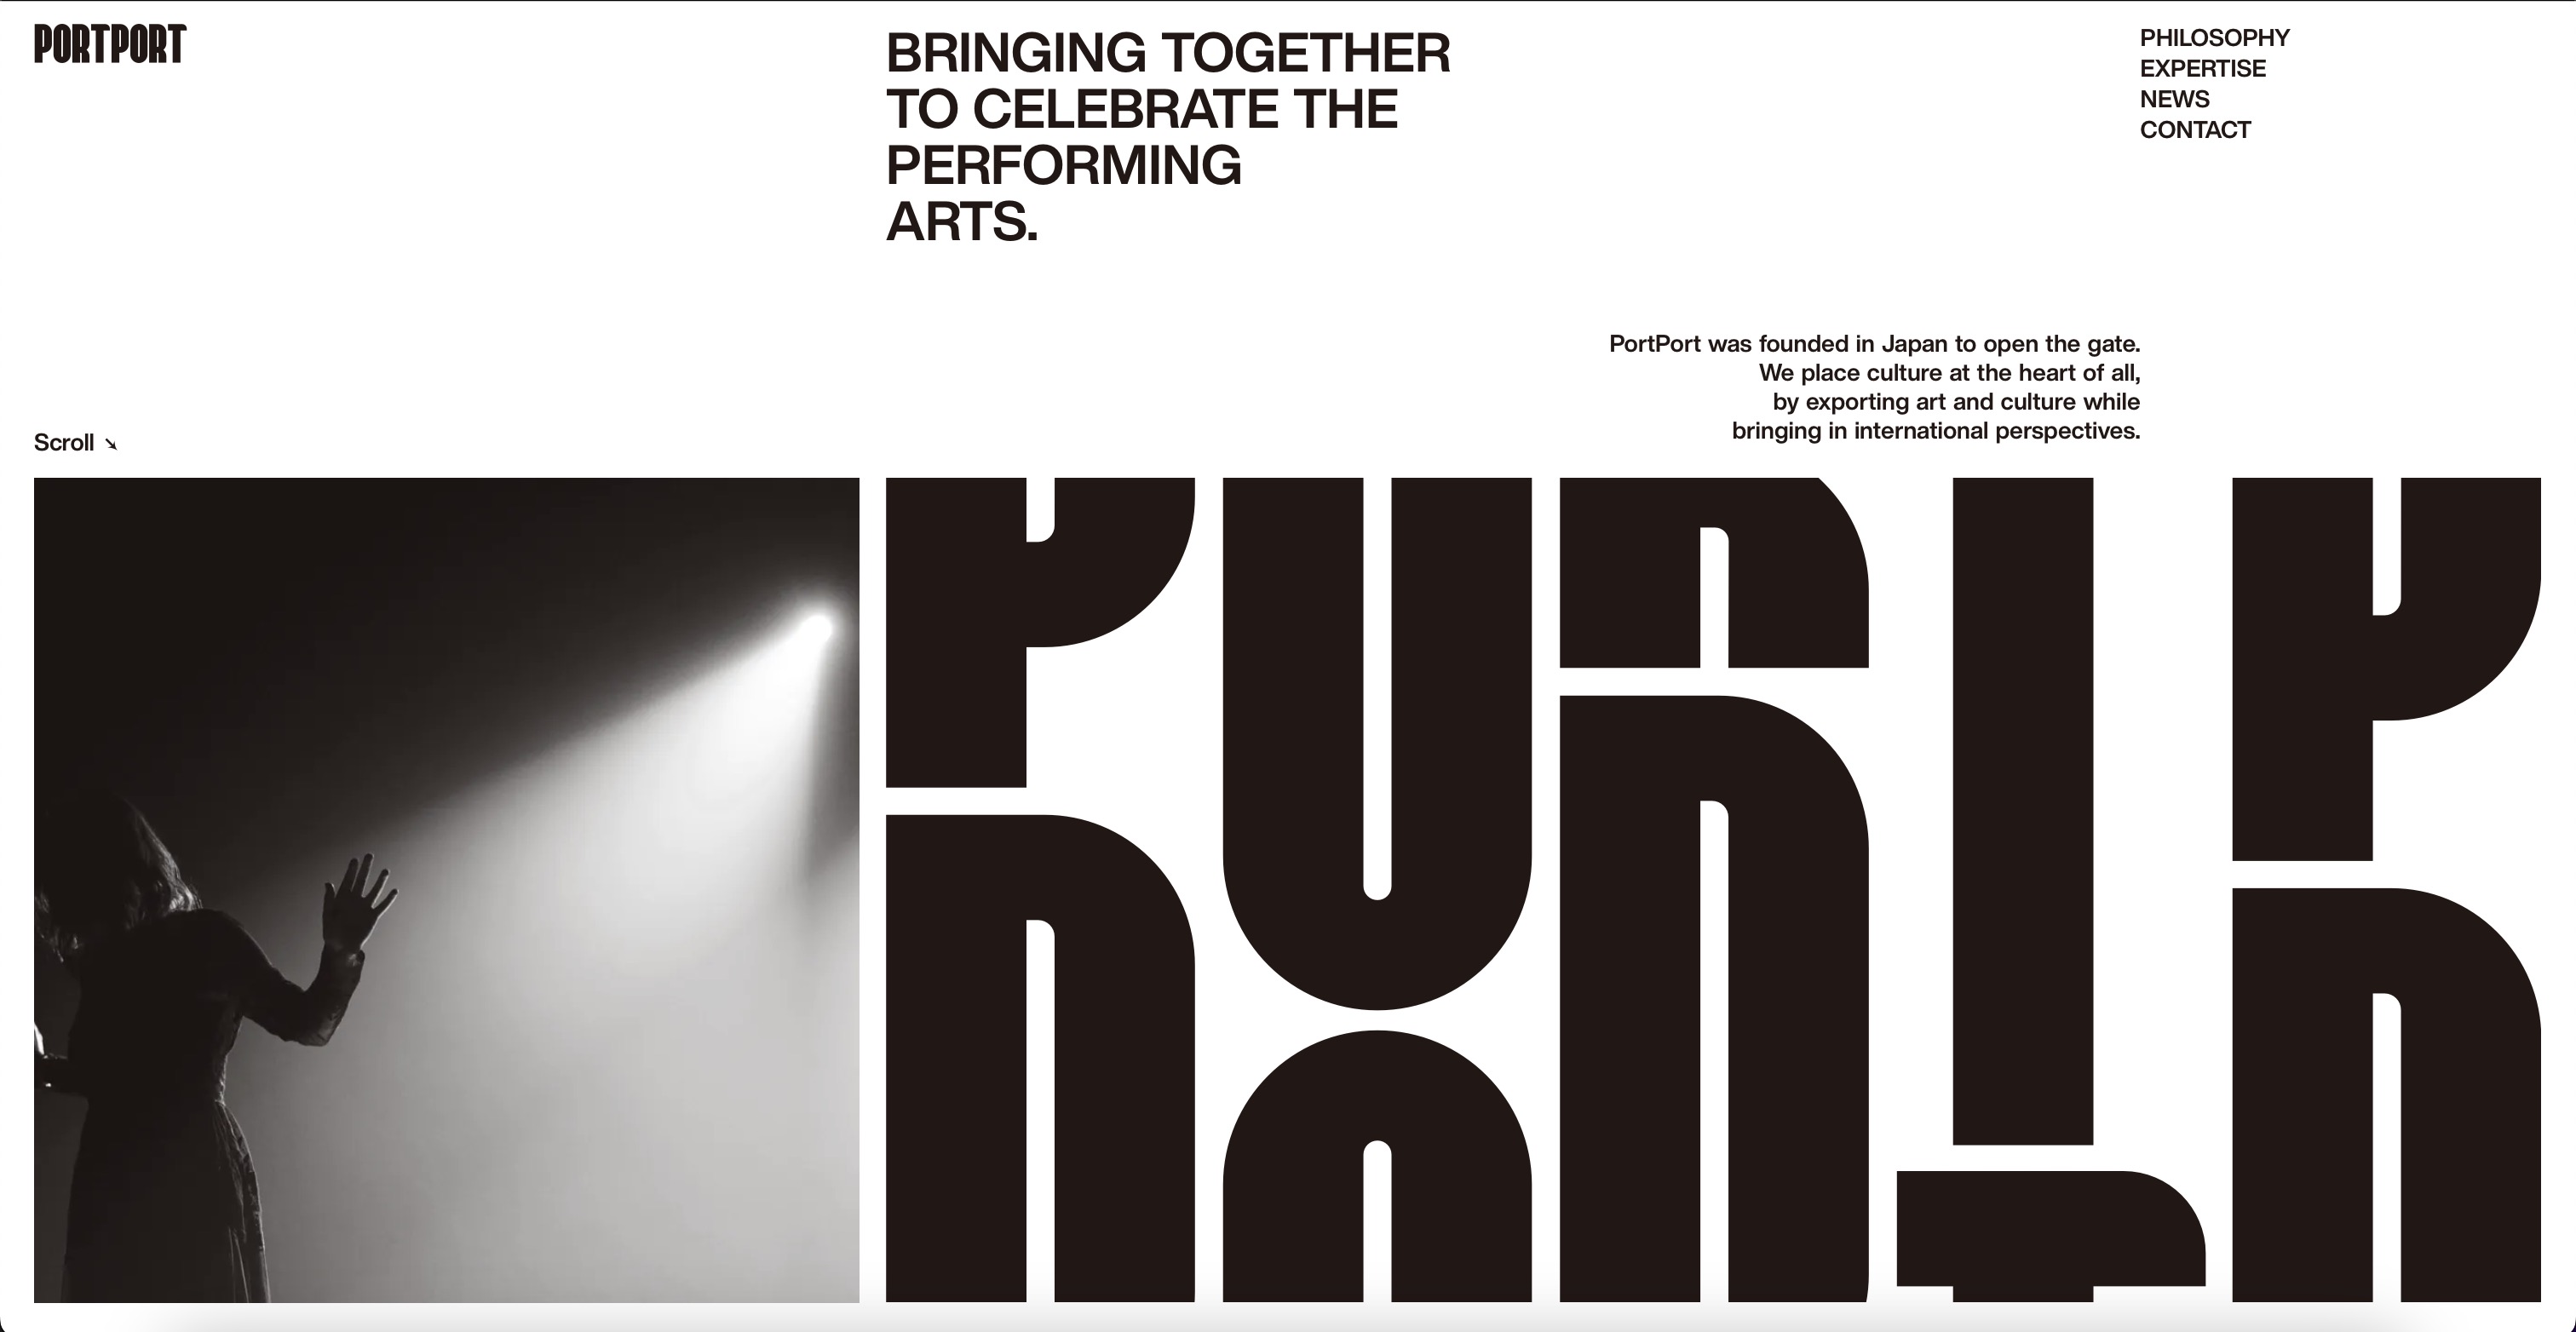 PORTPORT
BRINGING TOGETHER
TO CELEBRATE THE
PERFORMING
ARTS.
PHILOSOPHY
EXPERTISE
NEWS
CONTACT
PortPort was founded in Japan to open the gate.
We place culture at the heart of all,
by exporting art and culture while
bringing in international perspectives.
Scroll ↘